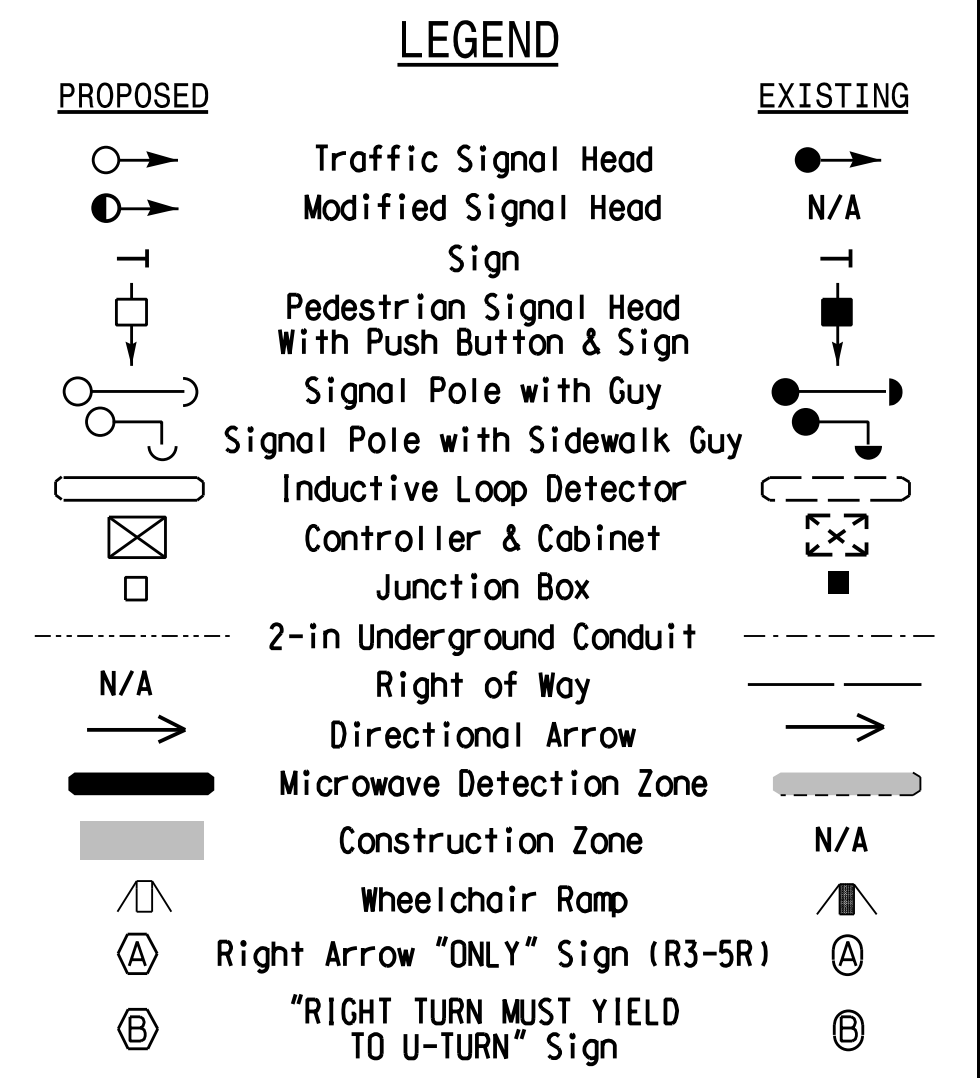 LEGEND
PROPOSED EXISTING
Traffic Signal Head
Modified Signal Head N/A
Sign
Pedestrian Signal Head
With Push Button & Sign
Signal Pole with Guy
Signal Pole with Sidewalk Guy
Inductive Loop Detector
Controller & Cabinet
Junction Box
2-in Underground Conduit
N/A Right of Way
Directional Arrow
Microwave Detection Zone
Construction Zone N/A
Wheelchair Ramp
A Right Arrow "ONLY" Sign (R3-5R) A
"RIGHT TURN MUST YIELD
B TO U-TURN" Sign B